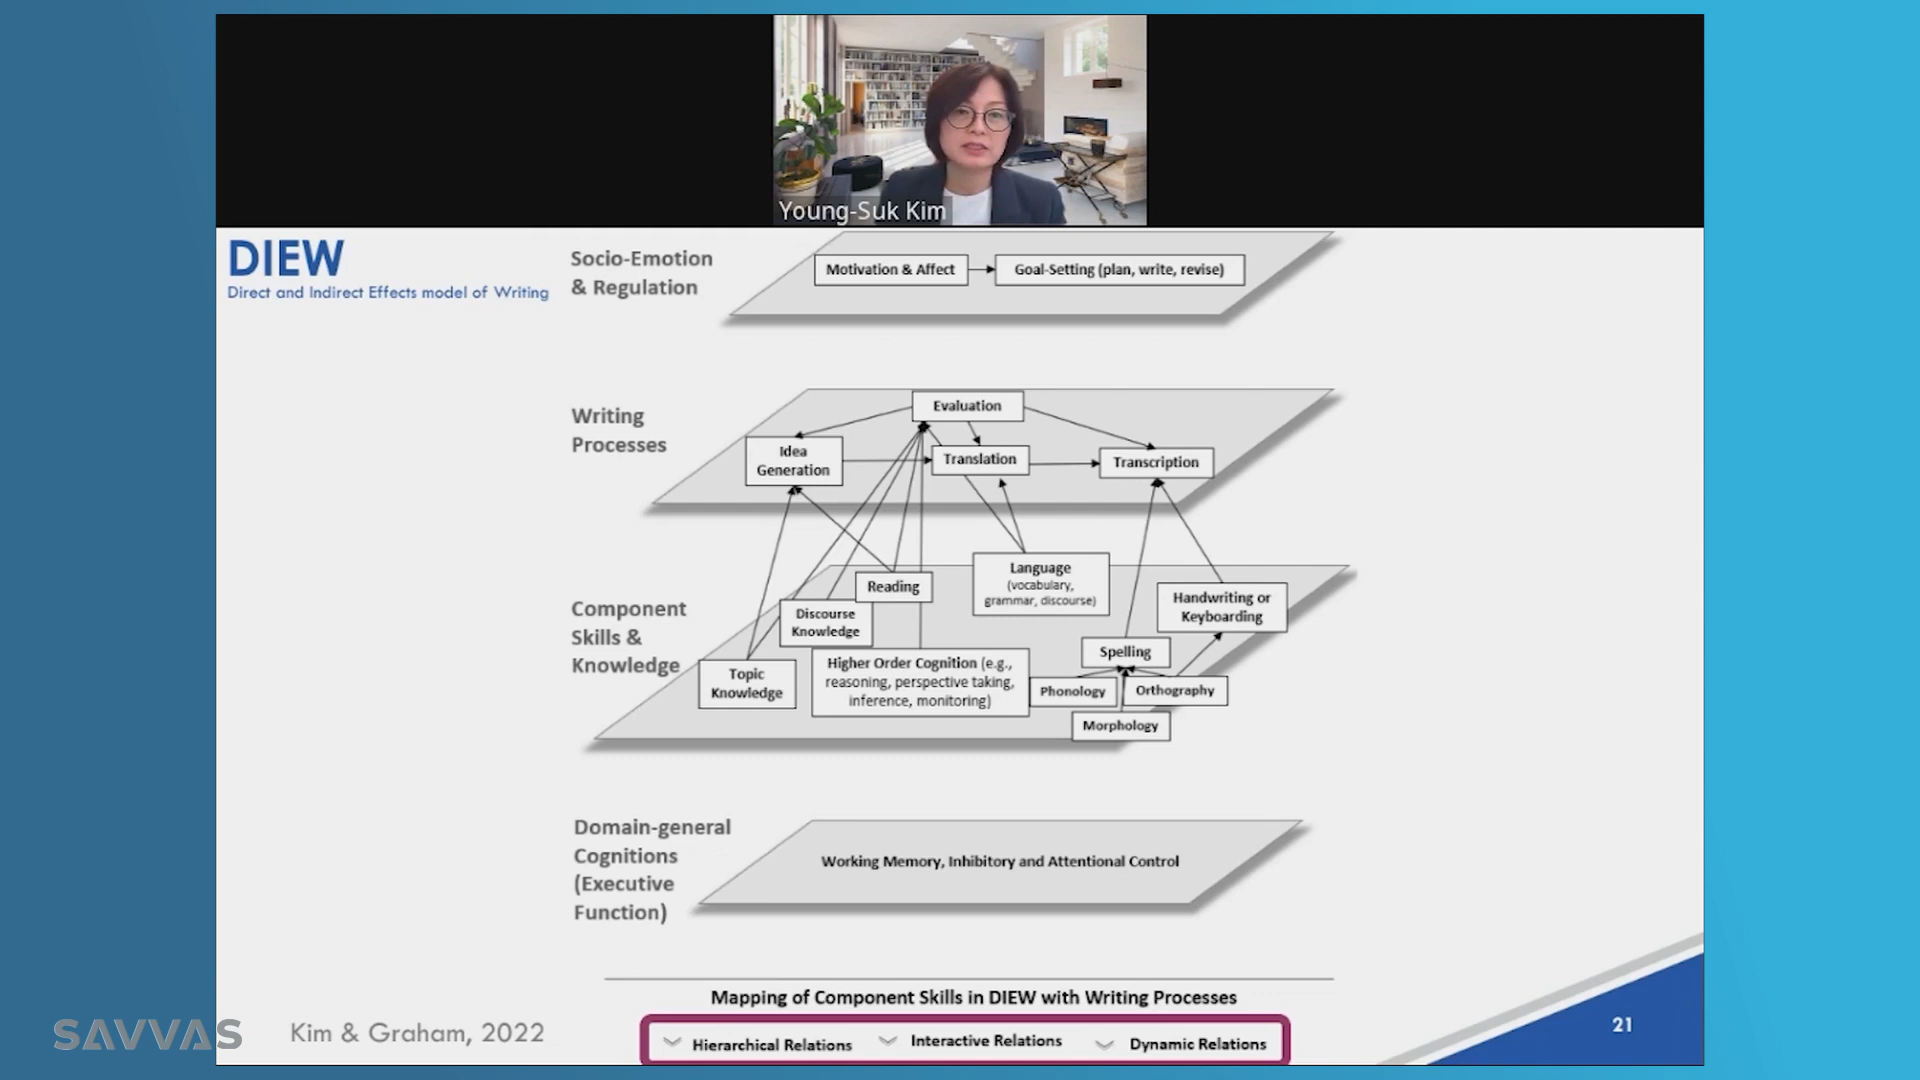 Young-Suk Kim
DIEW
Direct and Indirect Effects model of Writing
Socio-Emotion
& Regulation
Motivation & Affect
Goal-Setting (plan, write, revise)
Writing
Processes
Evaluation
Idea
Generation
Translation
Transcription
Component
Skills &
Knowledge
Reading
Language
(vocabulary,
grammar, discourse)
Handwriting or
Keyboarding
Discourse
Knowledge
Spelling
Topic
Knowledge
Higher Order Cognition (e.g.,
reasoning, perspective taking,
inference, monitoring)
Phonology
Orthography
Morphology
Domain-general
Cognitions
(Executive
Function)
Working Memory, Inhibitory and Attentional Control
Mapping of Component Skills in DIEW with Writing Processes
Hierarchical Relations
Interactive Relations
Dynamic Relations
SAVVAS
Kim & Graham, 2022
21